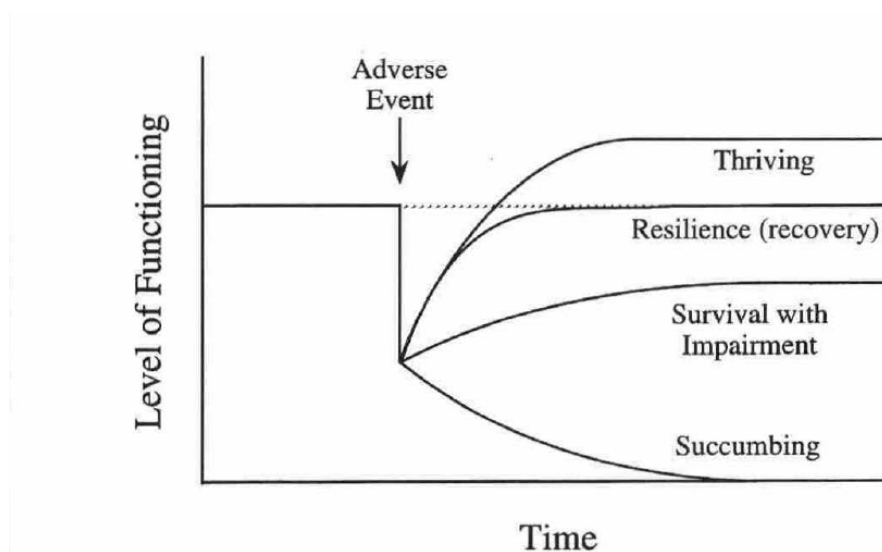 Adverse
Event
Level of Functioning
Thriving
Resilience (recovery)
Survival with
Impairment
Succumbing
Time